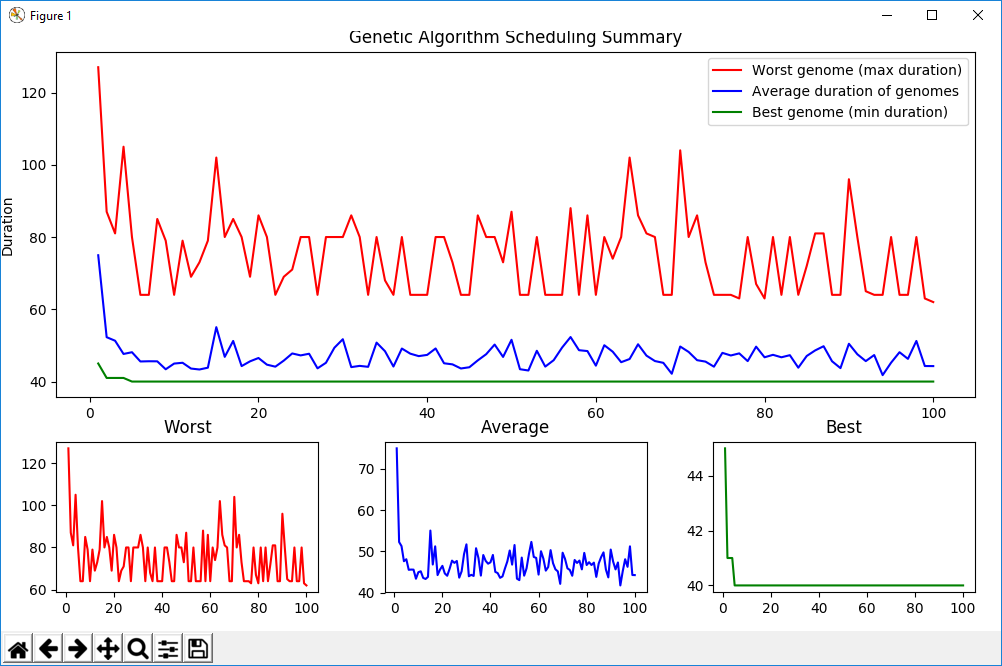 Figure 1
Genetic Algorithm Scheduling Summary
Worst genome (max duration)
Average duration of genomes
Best genome (min duration)
Duration
120
100
80
60
40
0 20 40 60 80 100
Worst Average Best
120
100
80
60
0 20 40 60 80 100
70
60
50
40
0 20 40 60 80 100
44
42
40
0 20 40 60 80 100